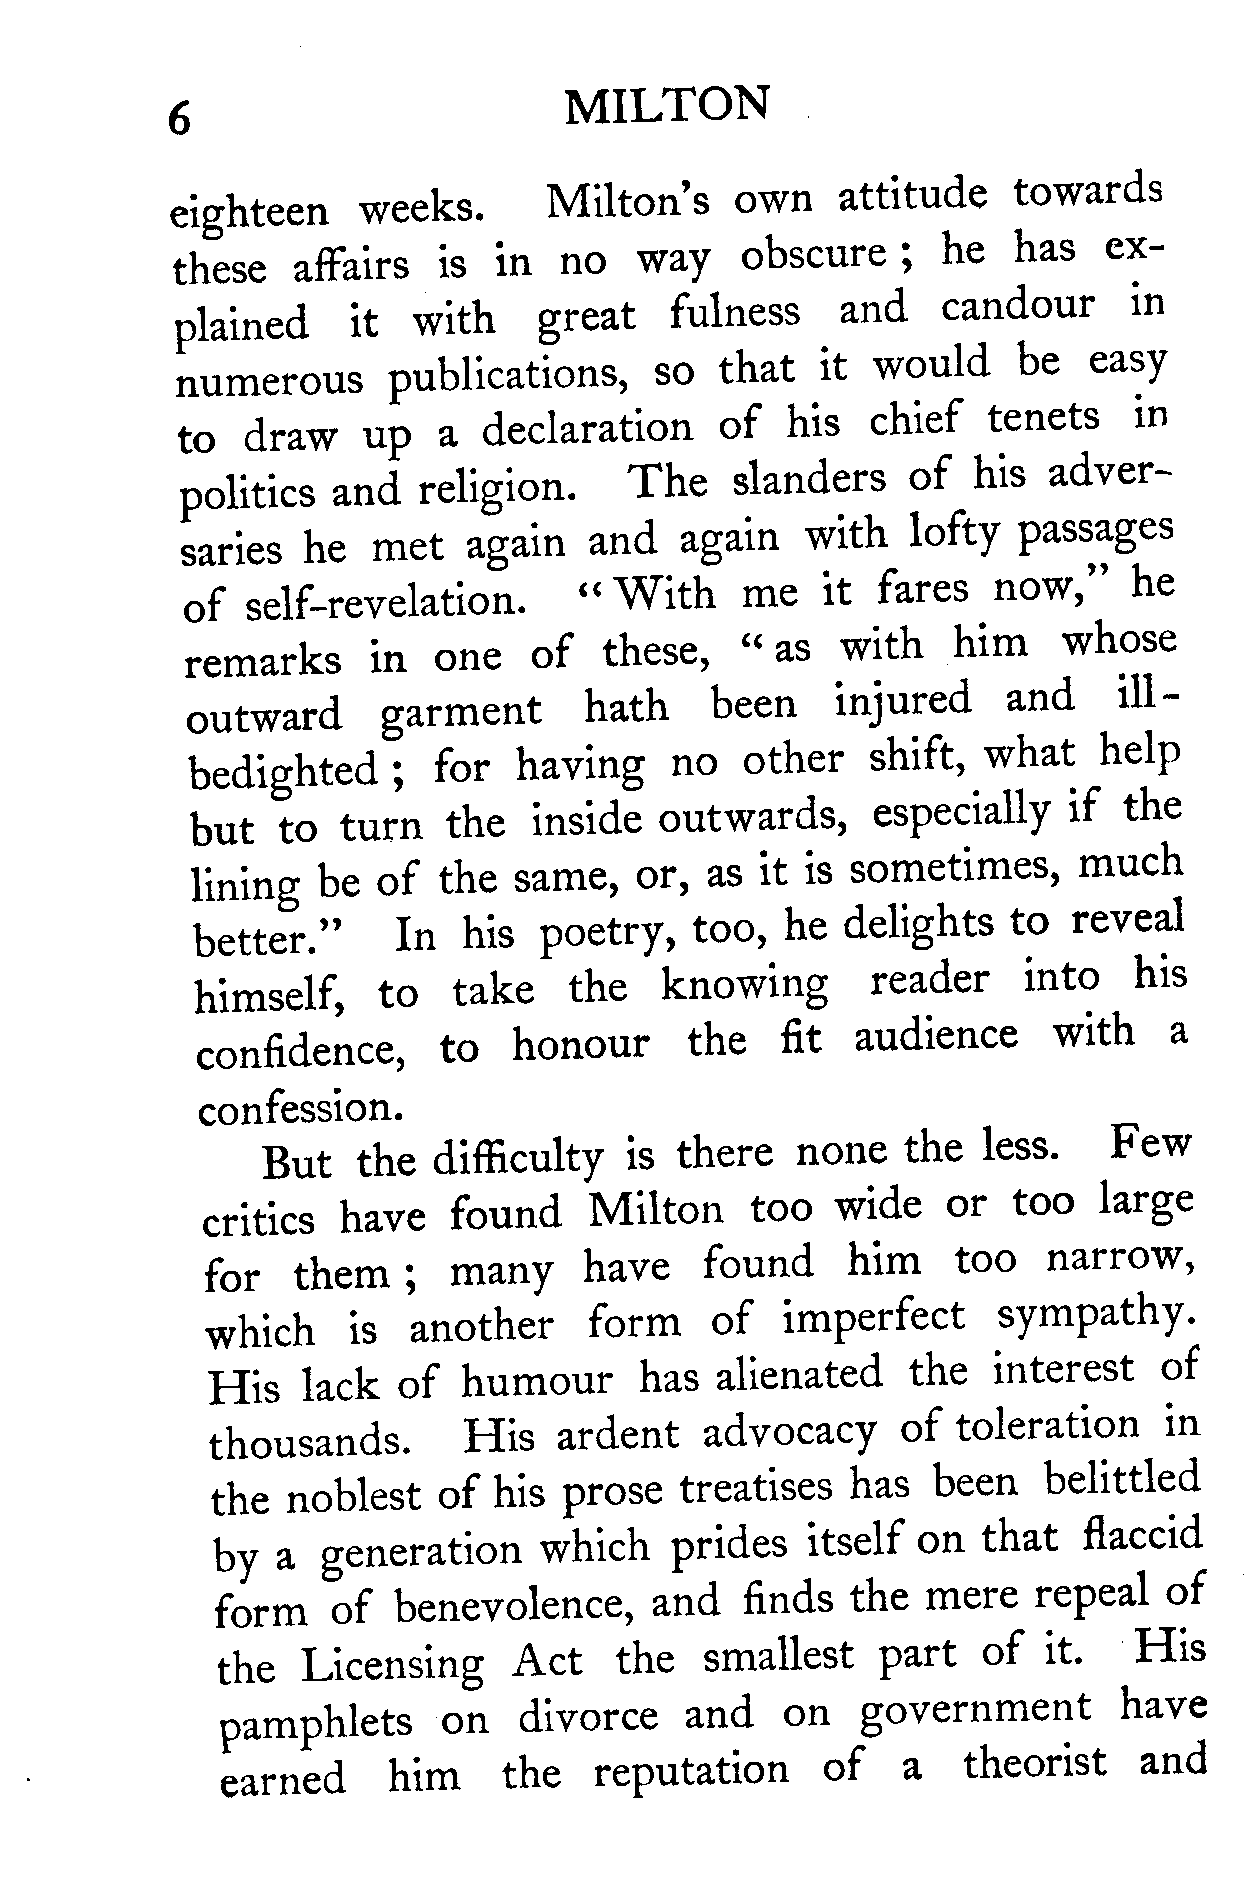 6 MILTON
eighteen weeks. Milton's own attitude towards
these affairs is in no way obscure ; he has ex-
plained it with great fulness and candour in
numerous publications, so that it would be easy
to draw up a declaration of his chief tenets in
politics and religion. The slanders of his adver-
saries he met again and again with lofty passages
of self-revelation. “ With me it fares now,” he
remarks in one of these, “ as with him whose
outward garment hath been injured and ill-
bedighted ; for having no other shift, what help
but to turn the inside outwards, especially if the
lining be of the same, or, as it is sometimes, much
better.” In his poetry, too, he delights to reveal
himself, to take the knowing reader into his
confidence, to honour the fit audience with a
confession.
But the difficulty is there none the less. Few
critics have found Milton too wide or too large
for them ; many have found him too narrow,
which is another form of imperfect sympathy.
His lack of humour has alienated the interest of
thousands. His ardent advocacy of toleration in
the noblest of his prose treatises has been belittled
by a generation which prides itself on that flaccid
form of benevolence, and finds the mere repeal of
the Licensing Act the smallest part of it. His
pamphlets on divorce and on government have
earned him the reputation of a theorist and